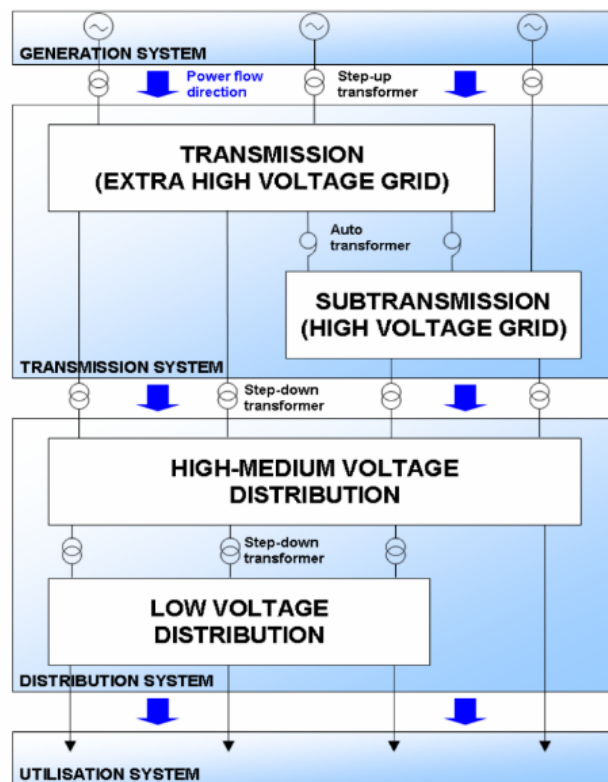 GENERATION SYSTEM
Power flow
direction
Step-up
transformer
TRANSMISSION
(EXTRA HIGH VOLTAGE GRID)
Auto
transformer
SUBTRANSMISSION
(HIGH VOLTAGE GRID)
TRANSMISSION SYSTEM
Step-down
transformer
HIGH-MEDIUM VOLTAGE
DISTRIBUTION
Step-down
transformer
LOW VOLTAGE
DISTRIBUTION
DISTRIBUTION SYSTEM
UTILISATION SYSTEM